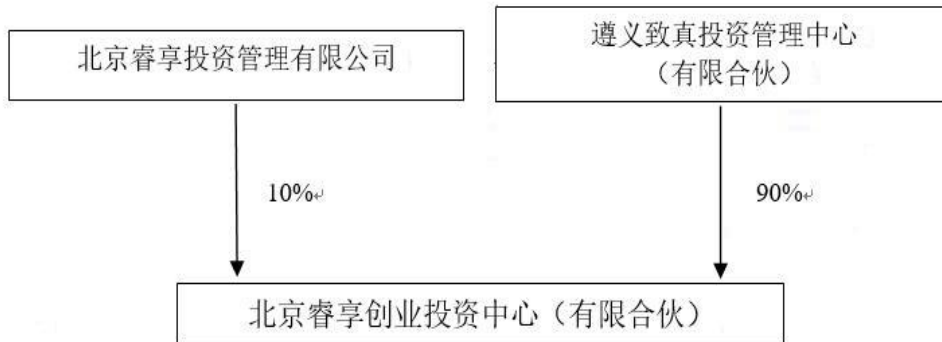 北京睿享投资管理有限公司
遵义致真投资管理中心
（有限合伙）
10%
90%
北京睿享创业投资中心（有限合伙）